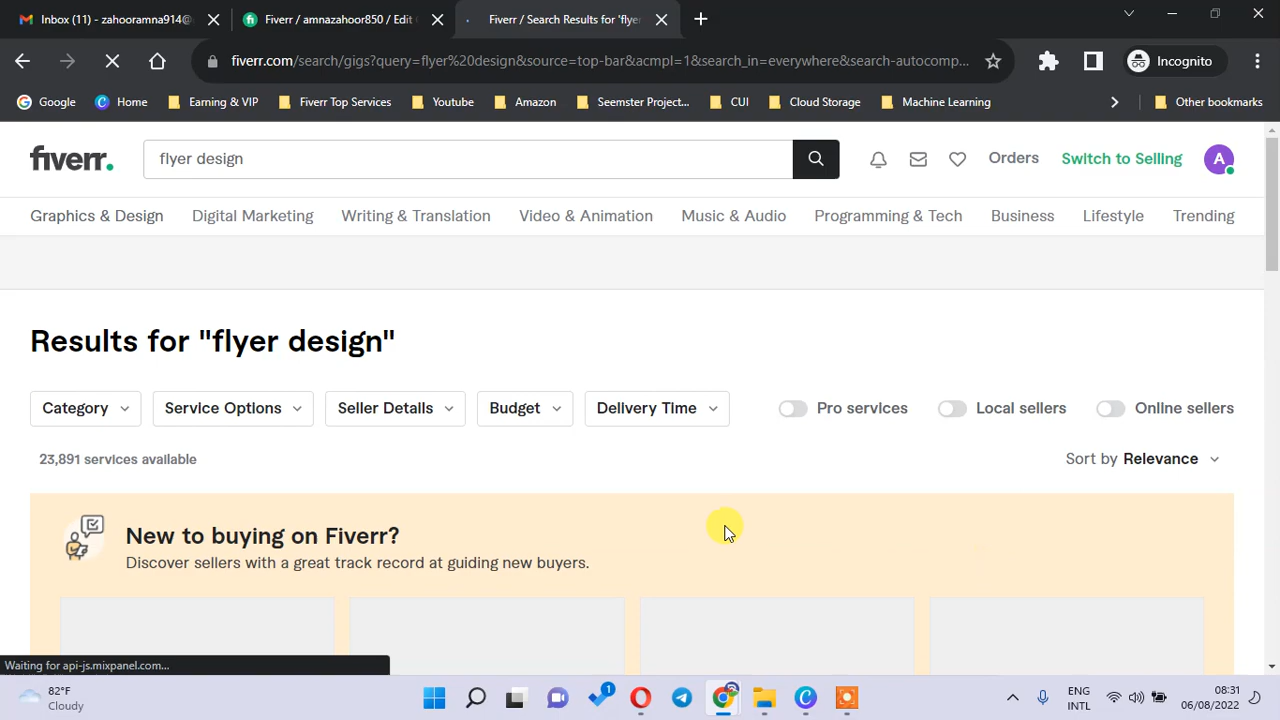 Inbox (11) - zahooramna914@
Fiverr / amnazahoor850 / Edit
Fiverr / Search Results for 'flyer
fiverr.com/search/gigs?query=flyer%20design&source=top-bar&acmpl=1&search_in=everywhere&search-autocomp...
Incognito
Google
Home
Earning & VIP
Fiverr Top Services
Youtube
Amazon
Seemster Project...
CUI
Cloud Storage
Machine Learning
Other bookmarks
fiverr.
flyer design
Orders
Switch to Selling
A
Graphics & Design
Digital Marketing
Writing & Translation
Video & Animation
Music & Audio
Programming & Tech
Business
Lifestyle
Trending
Results for "flyer design"
Category
Service Options
Seller Details
Budget
Delivery Time
Pro services
Local sellers
Online sellers
23,891 services available
Sort by Relevance
New to buying on Fiverr?
Discover sellers with a great track record at guiding new buyers.
Waiting for api-js.mixpanel.com...
82°F
Cloudy
1
ENG
INTL
08:31
06/08/2022